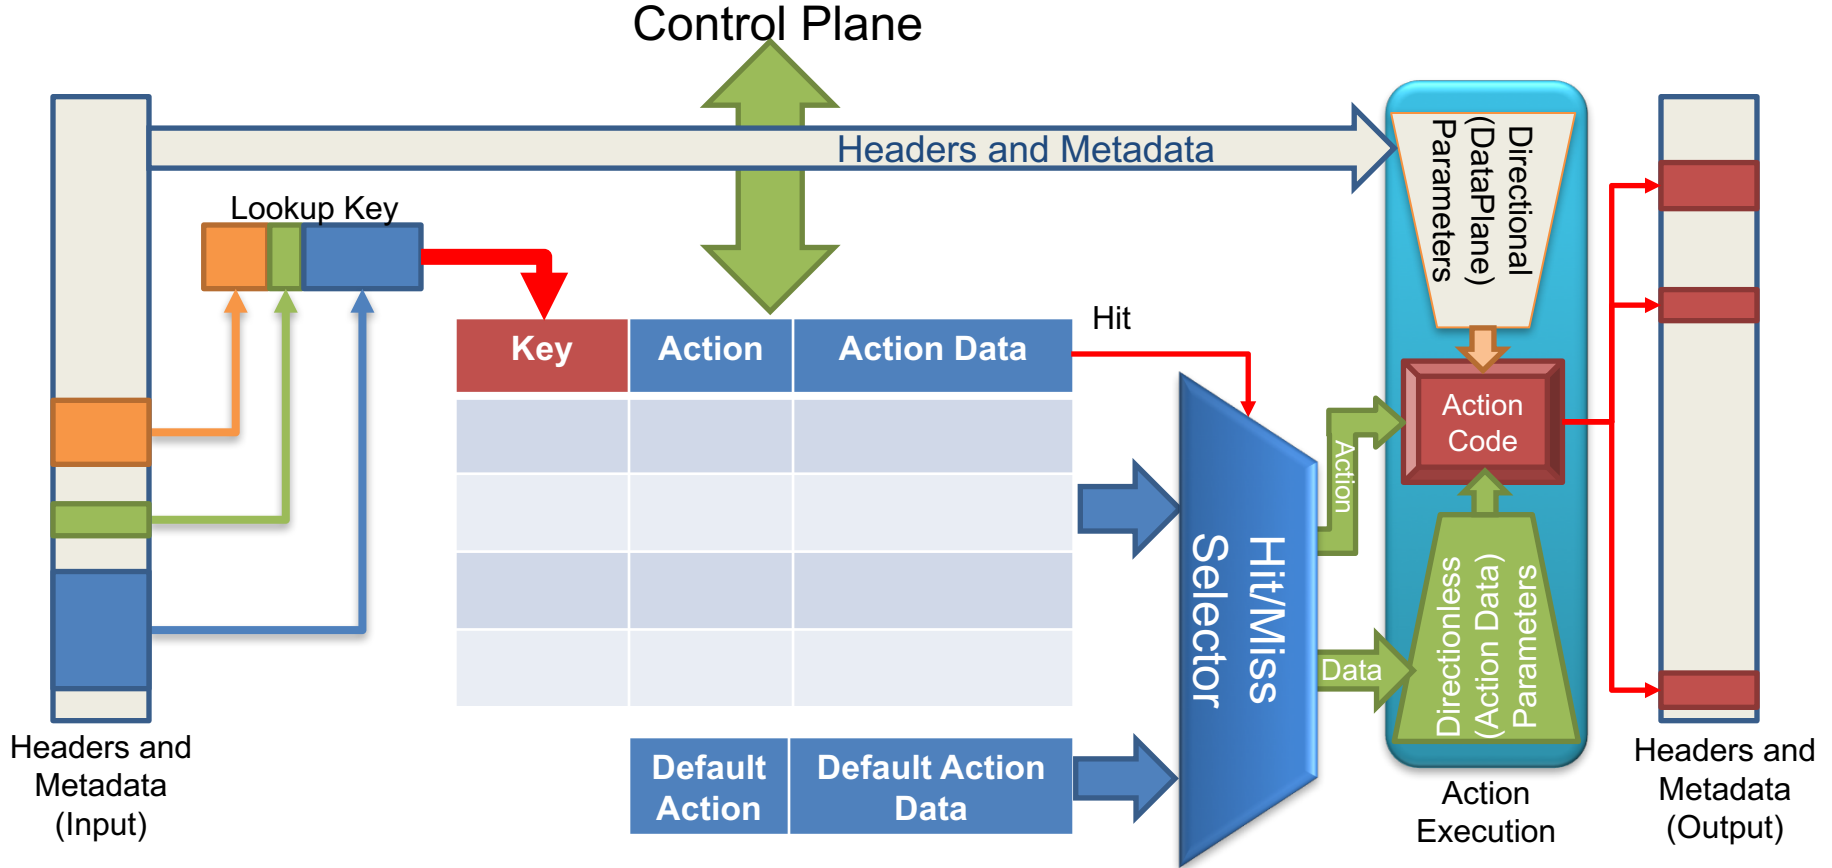 Control Plane
Headers and Metadata
Lookup Key
Key
Action
Action Data
Hit
Default
Action
Default Action
Data
Hit/Miss
Selector
Action
Data
Directional
(DataPlane)
Parameters
Action
Code
Directionless
(Action Data)
Parameters
Action
Execution
Headers and
Metadata
(Input)
Headers and
Metadata
(Output)